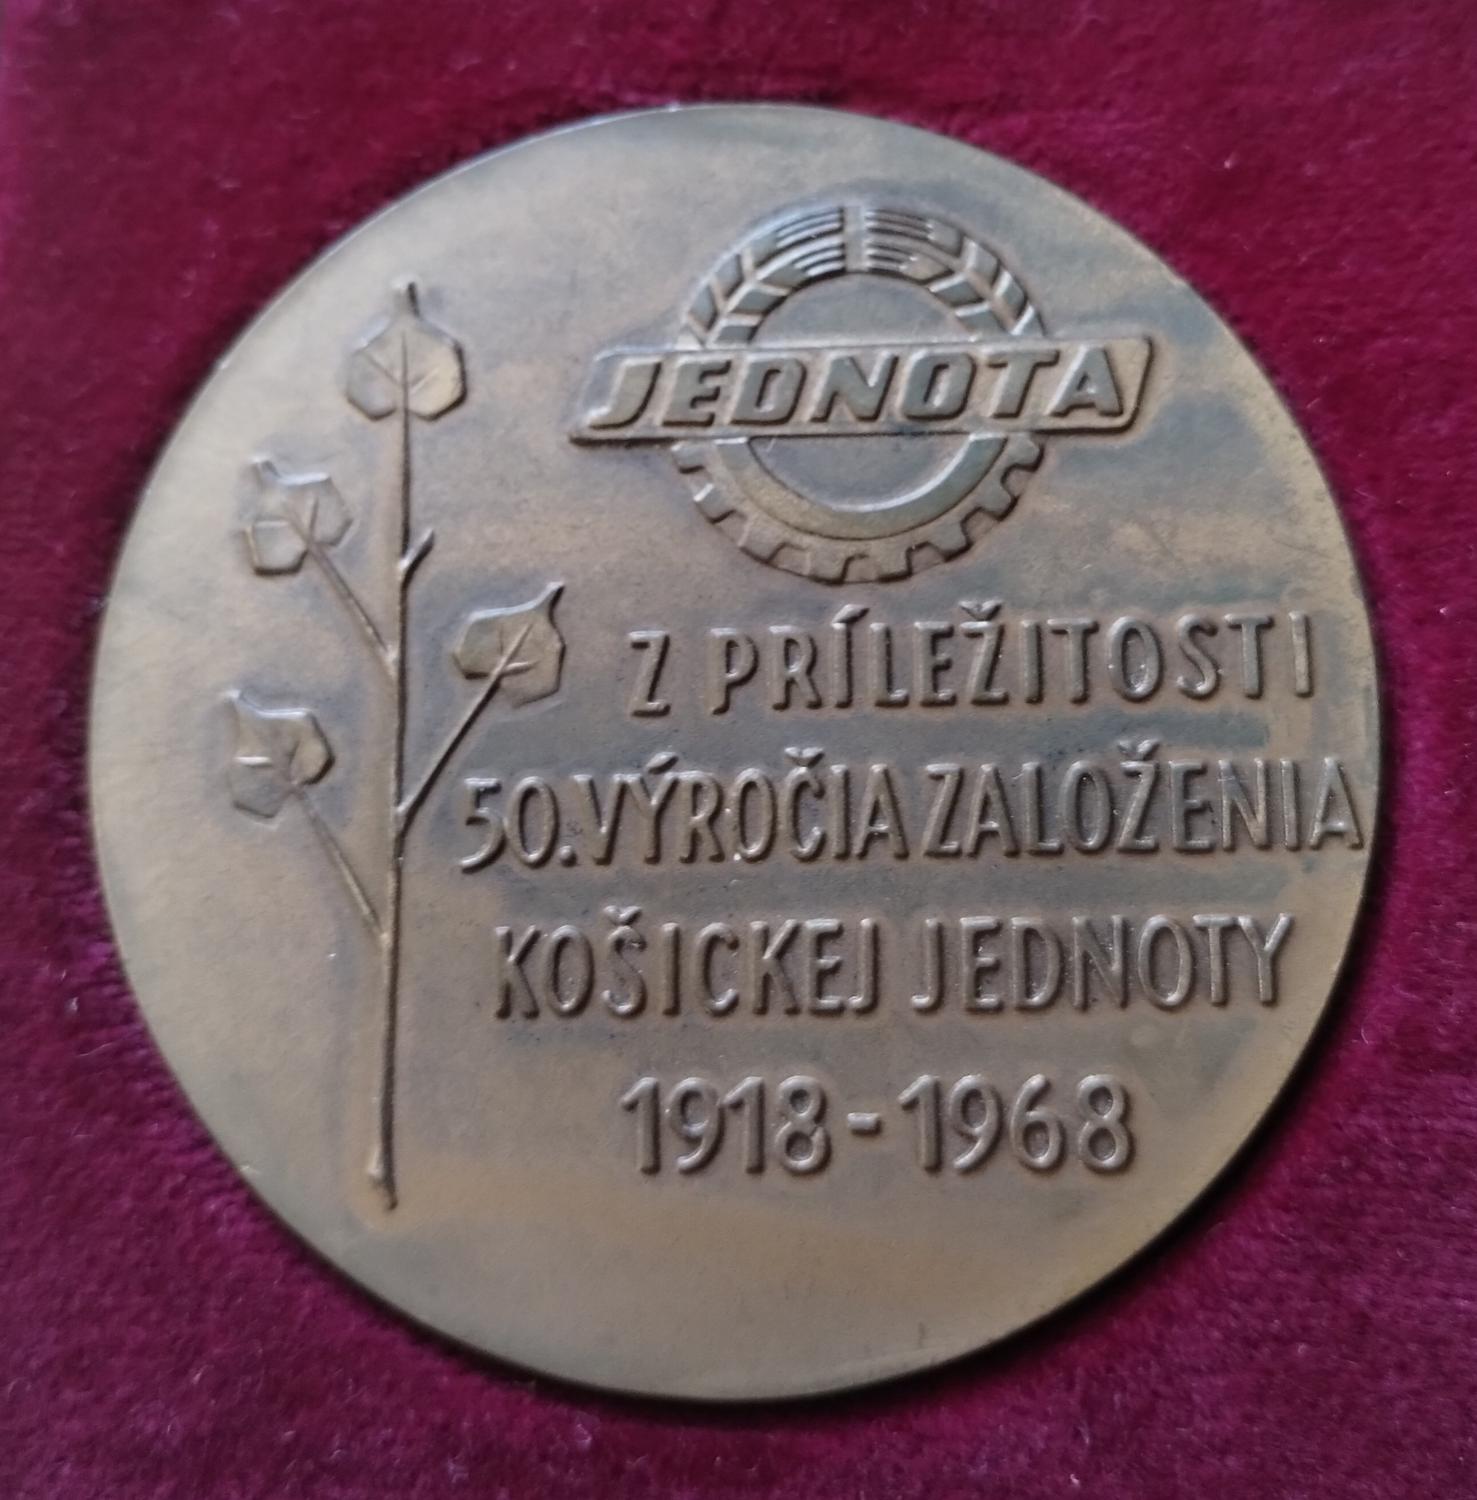 JEDNOTA
Z PRÍLEŽITOSTI
50. VÝROČIA ZALOŽENIA
KOŠICKEJ JEDNOTY
1918-1968